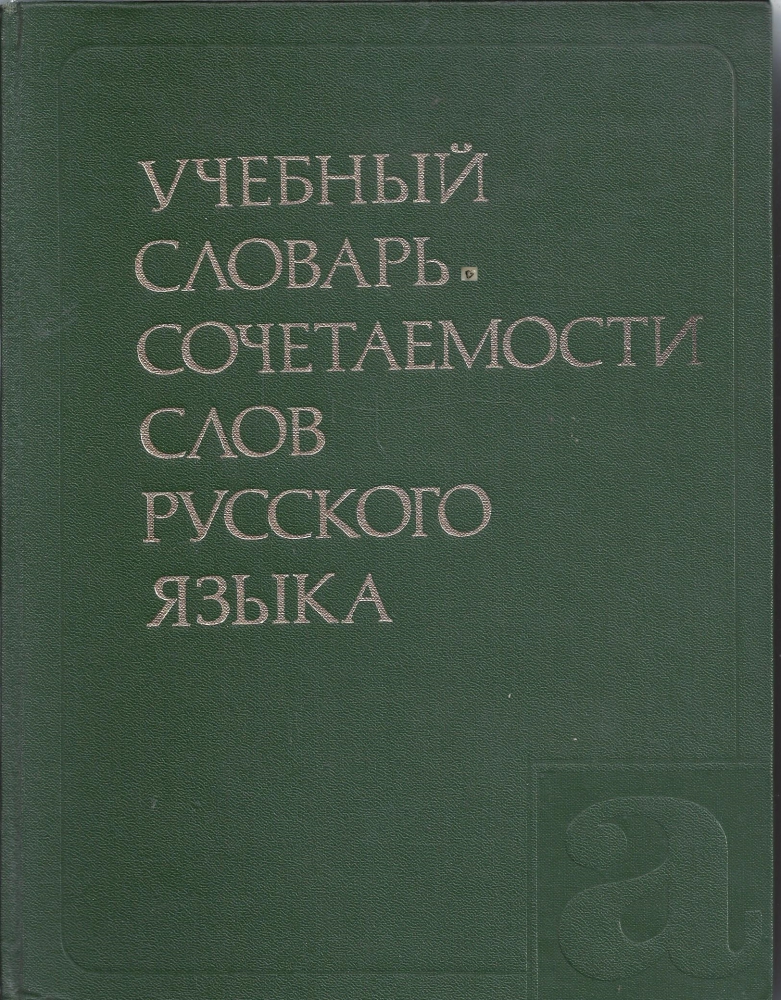 УЧЕБНЫЙ
СЛОВАРЬ
СОЧЕТАЕМОСТИ
СЛОВ
РУССКОГО
ЯЗЫКА
а